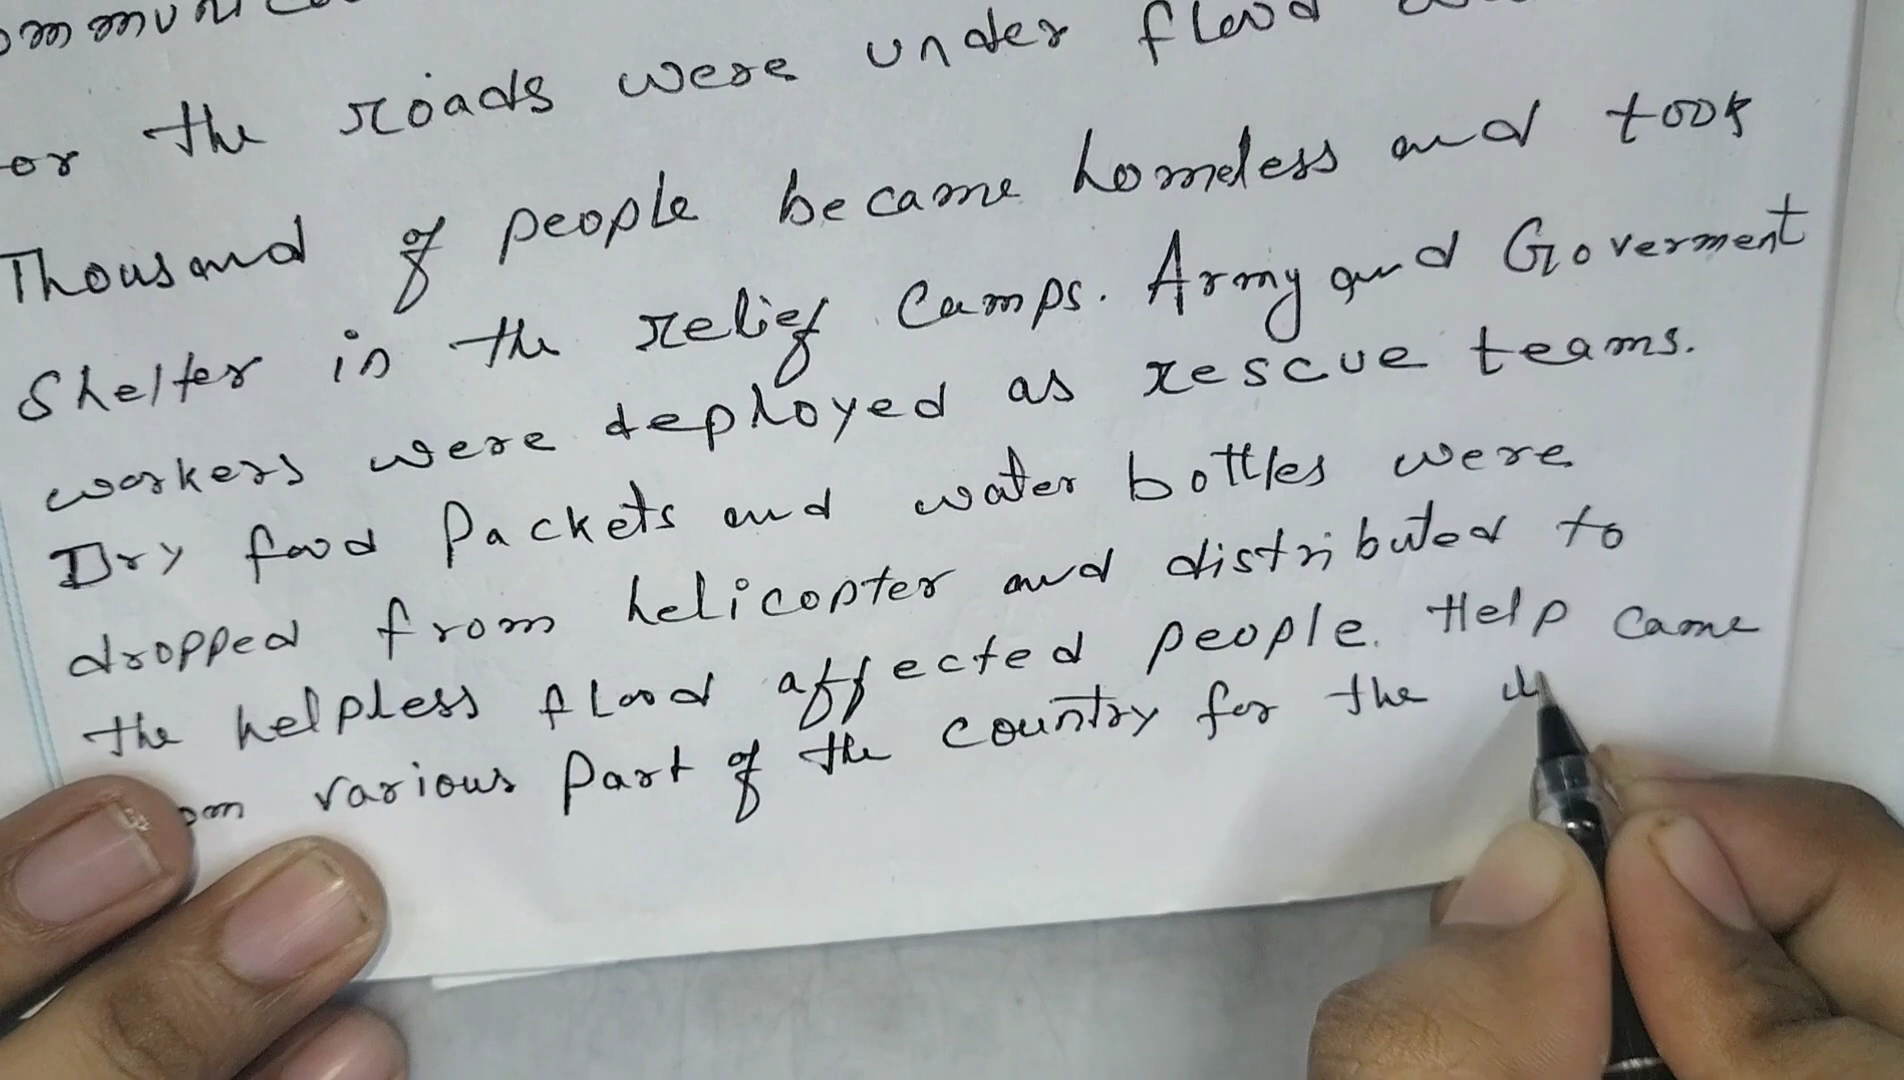 or the roads were under flood
Thousand of people became homeless and took
Shelter in the relief Camps. Army and Goverment
workers were deployed as rescue teams.
Dry food Packets and water bottles were
dropped from helicopter and distributed to
the helpless flood affected people. Help came
various Part of the country for the